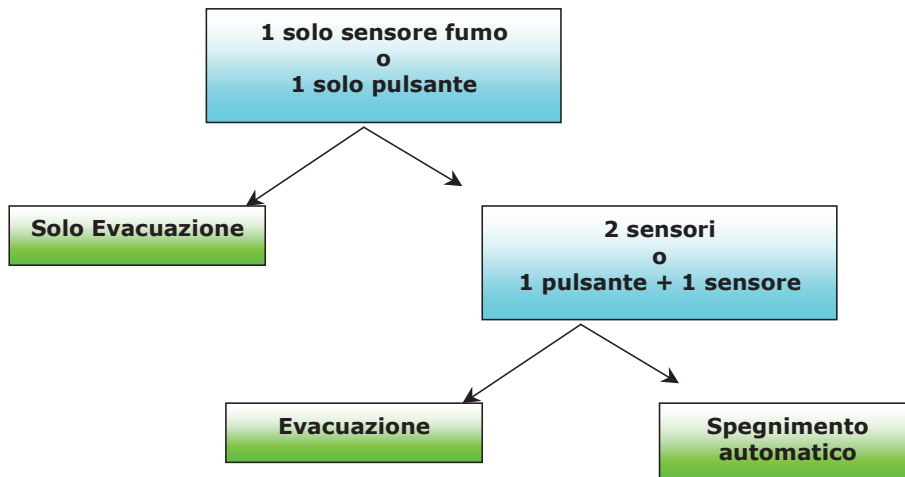 1 solo sensore fumo
o
1 solo pulsante
Solo Evacuazione
2 sensori
o
1 pulsante + 1 sensore
Evacuazione
Spegnimento
automatico